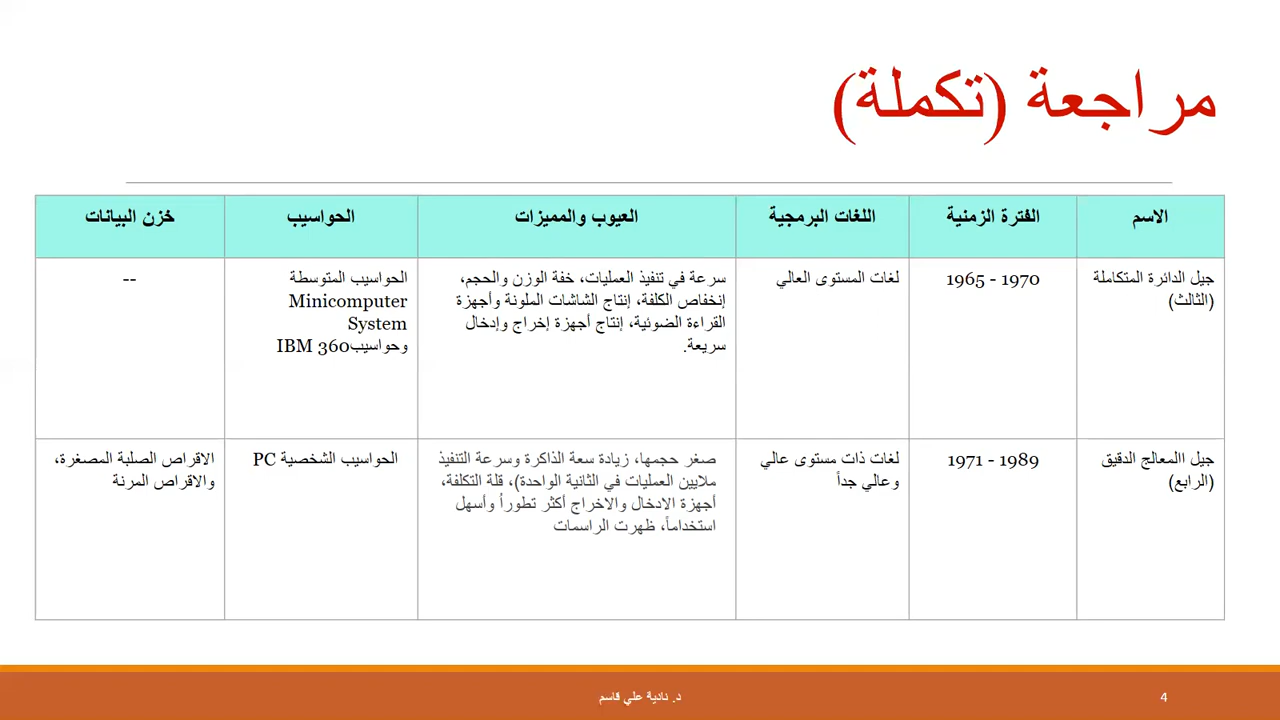 مراجعة (تكملة)
الاسم
الفترة الزمنية
اللغات البرمجية
العيوب والمميزات
الحواسيب
خزن البيانات
جيل الدائرة المتكاملة
(الثالث)
1965 - 1970
لغات المستوى العالي
سرعة في تنفيذ العمليات، خفة الوزن والحجم،
إنخفاص الكلفة، إنتاج الشاشات الملونة وأجهزة
القراءة الضوئية، إنتاج أجهزة إخراج وإدخال
سريعة.
الحواسيب المتوسطة
Minicomputer
System
وحواسيب IBM 360
--
جيل االمعالج الدقيق
(الرابع)
1971 - 1989
لغات ذات مستوى عالي
وعالي جداً
صغر حجمها، زيادة سعة الذاكرة وسرعة التنفيذ
ملايين العمليات في الثانية الواحدة)، قلة التكلفة،
أجهزة الادخال والاخراج أكثر تطوراً وأسهل
استخداماً، ظهرت الراسمات
الحواسيب الشخصية PC
الاقراص الصلبة المصغرة،
والاقراص المرنة
د. نادية علي قاسم
4